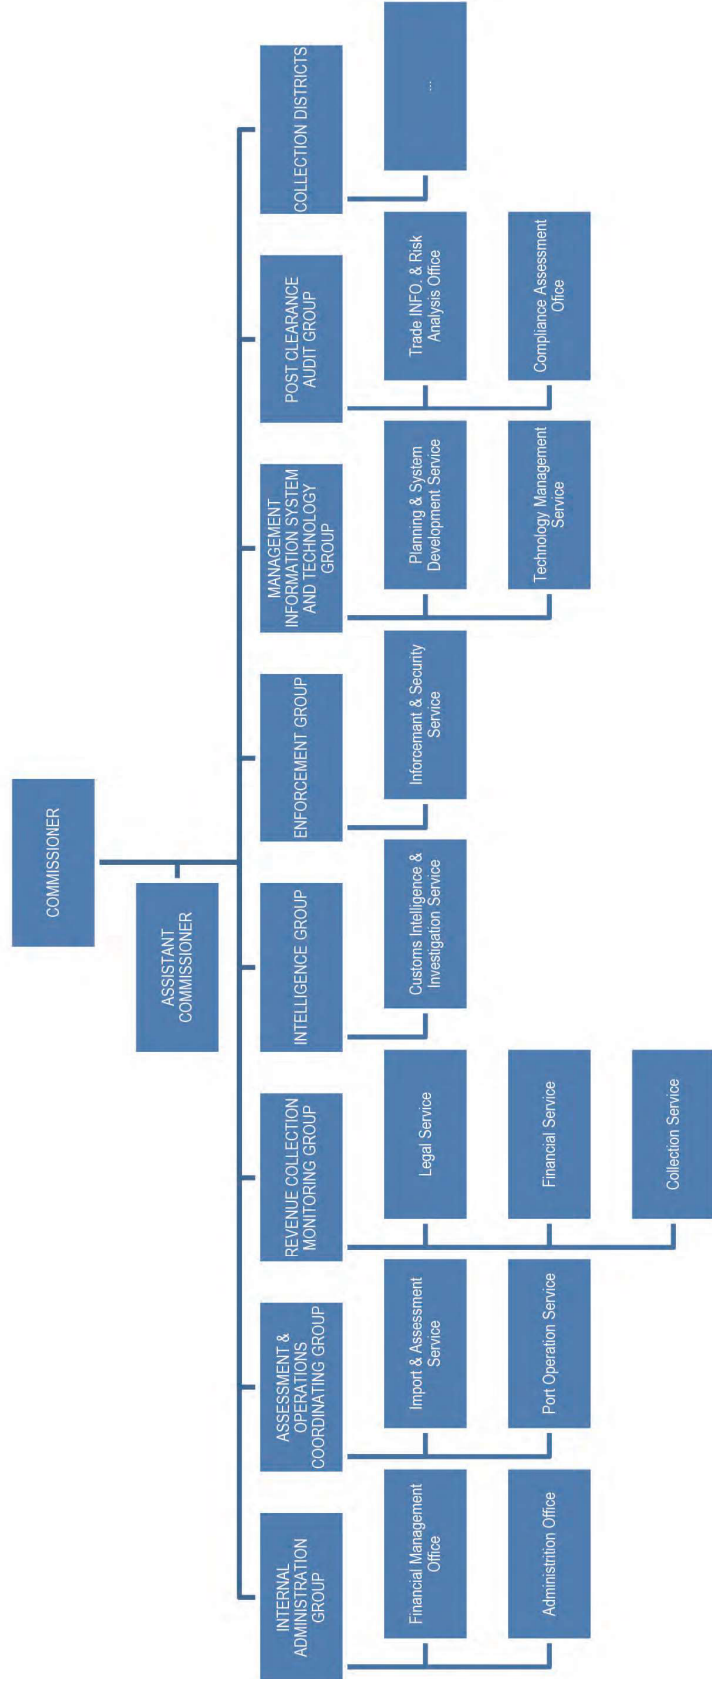 COMMISSIONER
ASSISTANT
COMMISSIONER
INTERNAL
ADMINISTRATION
GROUP
Financial Management
Office
Administrition Office
ASSESSMENT &
OPERATIONS
COORDINATING GROUP
Import & Assessment
Service
Port Operation Service
REVENUE COLLECTION
MONITORING GROUP
Legal Service
Financial Service
Collection Service
INTELLIGENCE GROUP
Customs Intelligence &
Investigation Service
ENFORCEMENT GROUP
Inforcemant & Security
Service
MANAGEMENT
INFORMATION SYSTEM
AND TECHNOLOGY
GROUP
Planning & System
Development Service
Technology Management
Service
POST CLEARANCE
AUDIT GROUP
Trade INFO. & Risk
Analysis Office
Compliance Assessment
Ofice
COLLECTION DISTRICTS
...